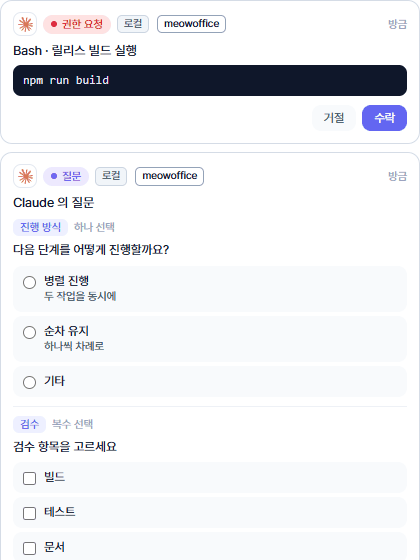 권한 요청 로컬 meowoffice 방금
Bash · 릴리스 빌드 실행
npm run build
거절 수락
질문 로컬 meowoffice 방금
Claude 의 질문
진행 방식 하나 선택
다음 단계를 어떻게 진행할까요?
병렬 진행
두 작업을 동시에
순차 유지
하나씩 차례로
기타
검수 복수 선택
검수 항목을 고르세요
빌드
테스트
문서